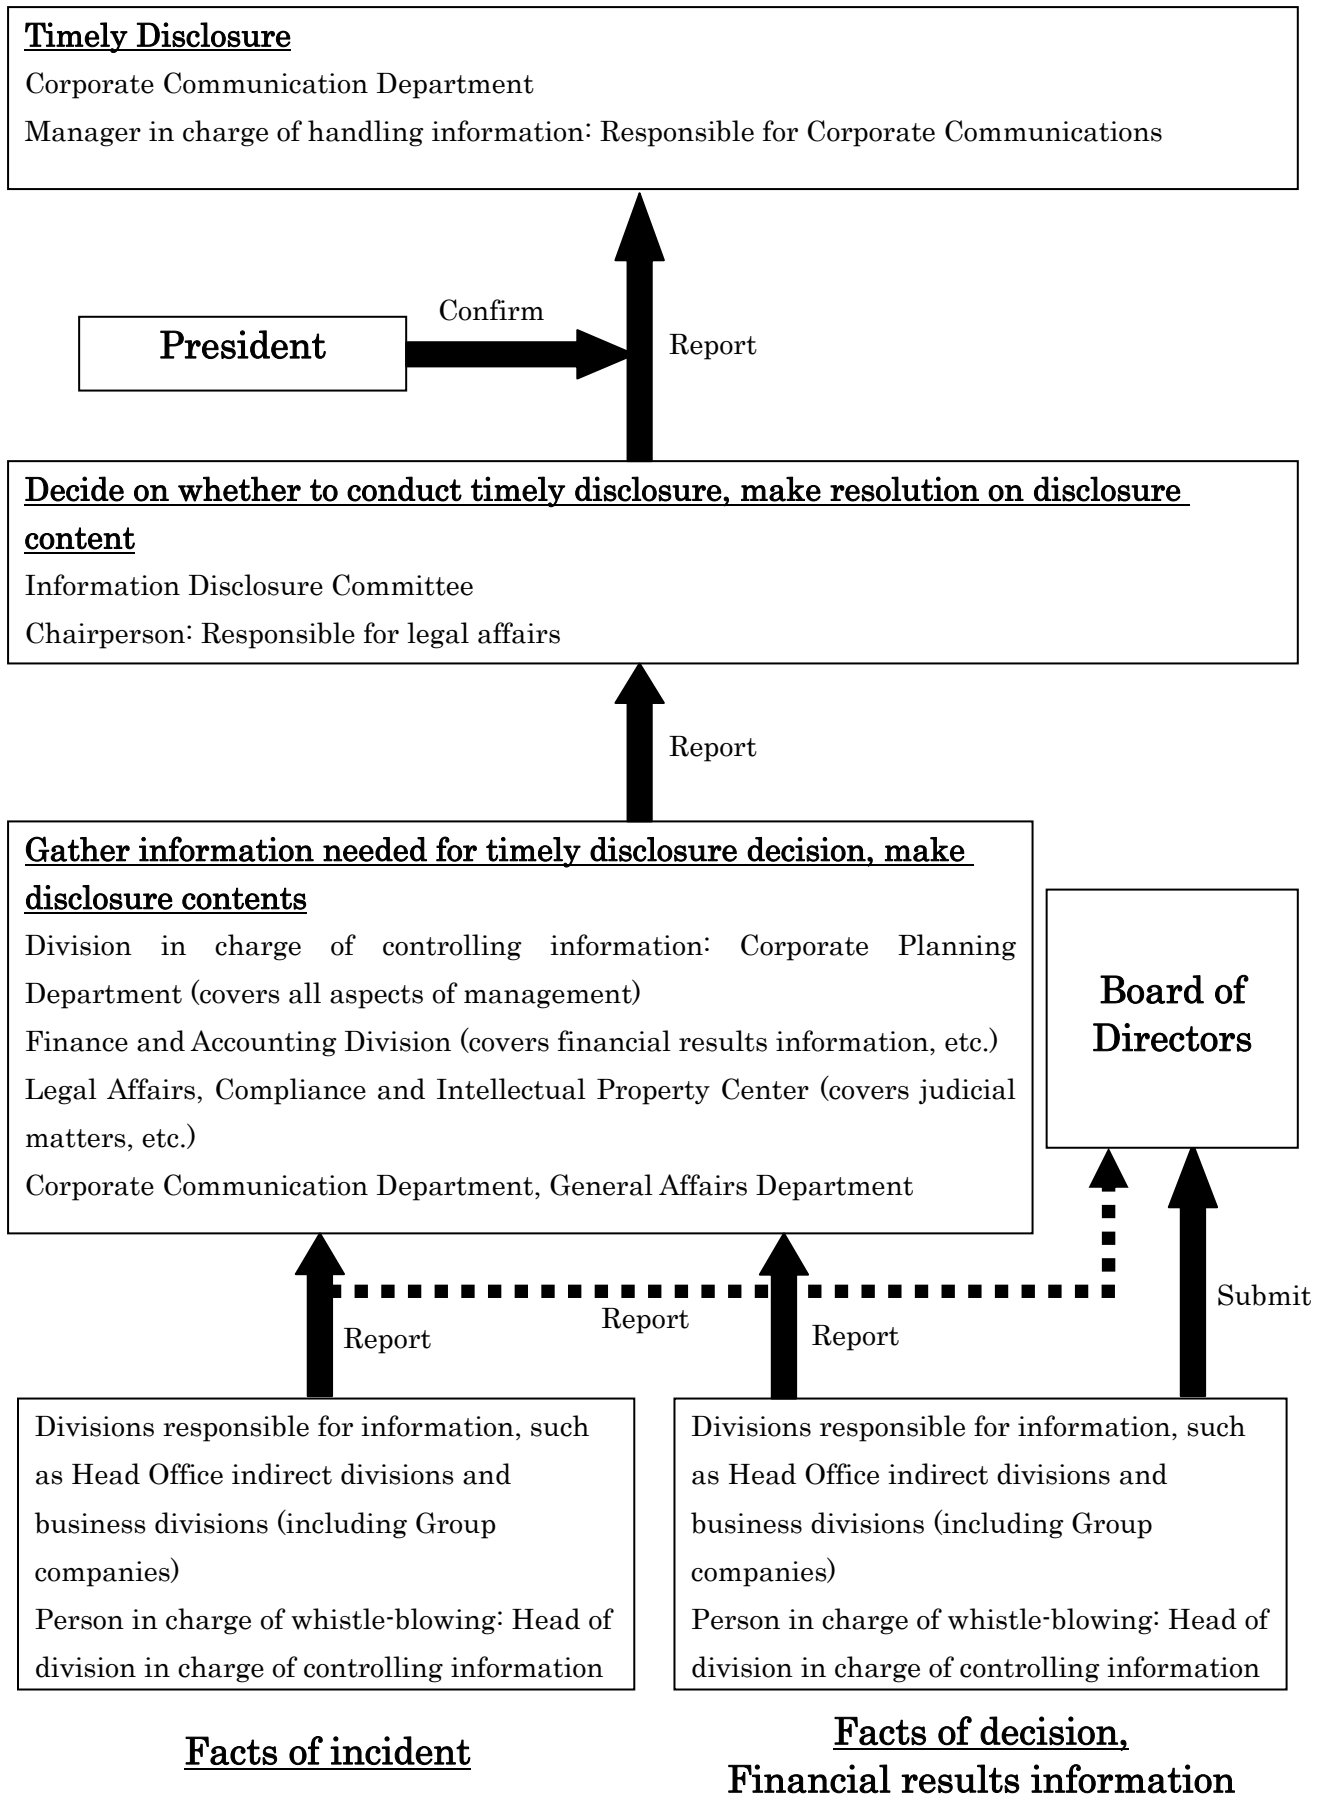 Timely Disclosure
Corporate Communication Department
Manager in charge of handling information: Responsible for Corporate Communications
Confirm
President
Report
Decide on whether to conduct timely disclosure, make resolution on disclosure
content
Information Disclosure Committee
Chairperson: Responsible for legal affairs
Report
Gather information needed for timely disclosure decision, make
disclosure contents
Division in charge of controlling information: Corporate Planning
Department (covers all aspects of management)
Finance and Accounting Division (covers financial results information, etc.)
Legal Affairs, Compliance and Intellectual Property Center (covers judicial
matters, etc.)
Corporate Communication Department, General Affairs Department
Board of
Directors
Report
Report
Report
Submit
Divisions responsible for information, such
as Head Office indirect divisions and
business divisions (including Group
companies)
Person in charge of whistle-blowing: Head of
division in charge of controlling information
Divisions responsible for information, such
as Head Office indirect divisions and
business divisions (including Group
companies)
Person in charge of whistle-blowing: Head of
division in charge of controlling information
Facts of incident
Facts of decision,
Financial results information